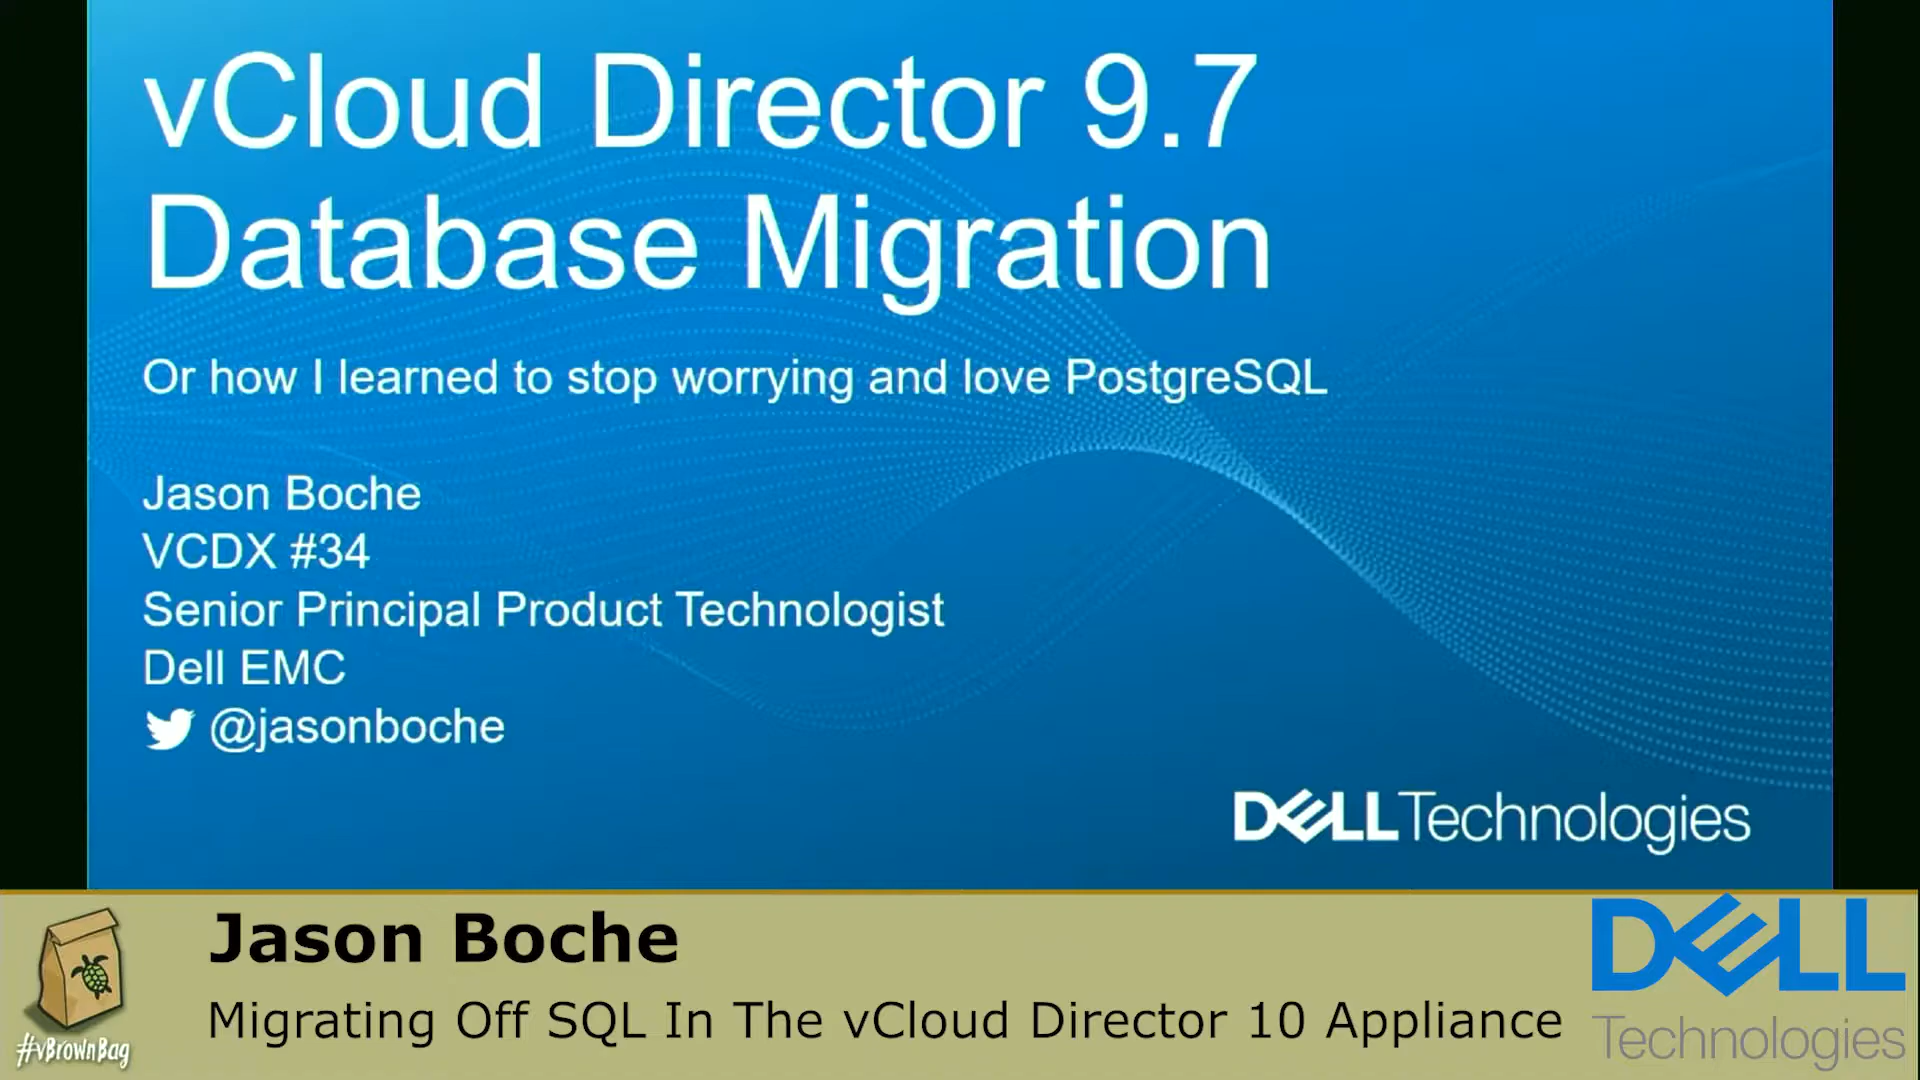 vCloud Director 9.7
Database Migration
Or how I learned to stop worrying and love PostgreSQL
Jason Boche
VCDX #34
Senior Principal Product Technologist
Dell EMC
@jasonboche
DELL Technologies
Jason Boche
Migrating Off SQL In The vCloud Director 10 Appliance
#vBrownBag
DELL
Technologies